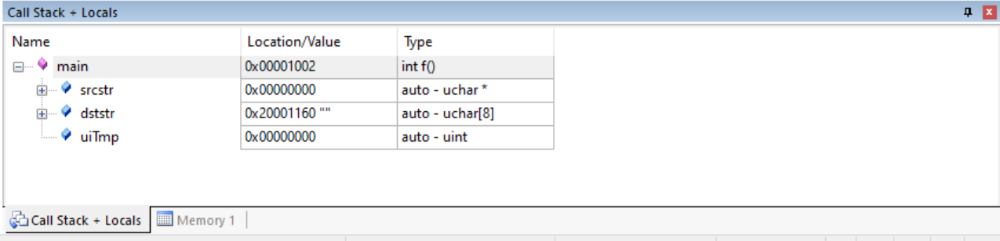 Call Stack + Locals
Name Location/Value Type
main 0x00001002 int f()
srcstr 0x00000000 auto - uchar *
dststr 0x20001160 "" auto - uchar[8]
uiTmp 0x00000000 auto - uint
Call Stack + Locals Memory 1